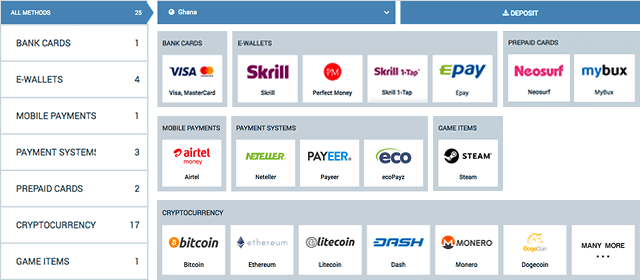 ALL METHODS 25
Ghana
DEPOSIT
BANK CARDS 1
E-WALLETS 4
MOBILE PAYMENTS 1
PAYMENT SYSTEMS 3
PREPAID CARDS 2
CRYPTOCURRENCY 17
GAME ITEMS 1
BANK CARDS
VISA
Visa, MasterCard
E-WALLETS
Skrill
Skrill
PM
Perfect Money
Skrill 1-Tap
Skrill 1-Tap
Epay
Epay
PREPAID CARDS
Neosurf
Neosurf
mybux
MyBux
MOBILE PAYMENTS
airtel
money
Airtel
PAYMENT SYSTEMS
NETELLER
Neteller
PAYEER
Payeer
eco
ecoPayz
GAME ITEMS
STEAM
Steam
CRYPTOCURRENCY
bitcoin
Bitcoin
ethereum
Ethereum
litecoin
Litecoin
DASH
Dash
MONERO
Monero
DogeCoin
Dogecoin
MANY MORE
...